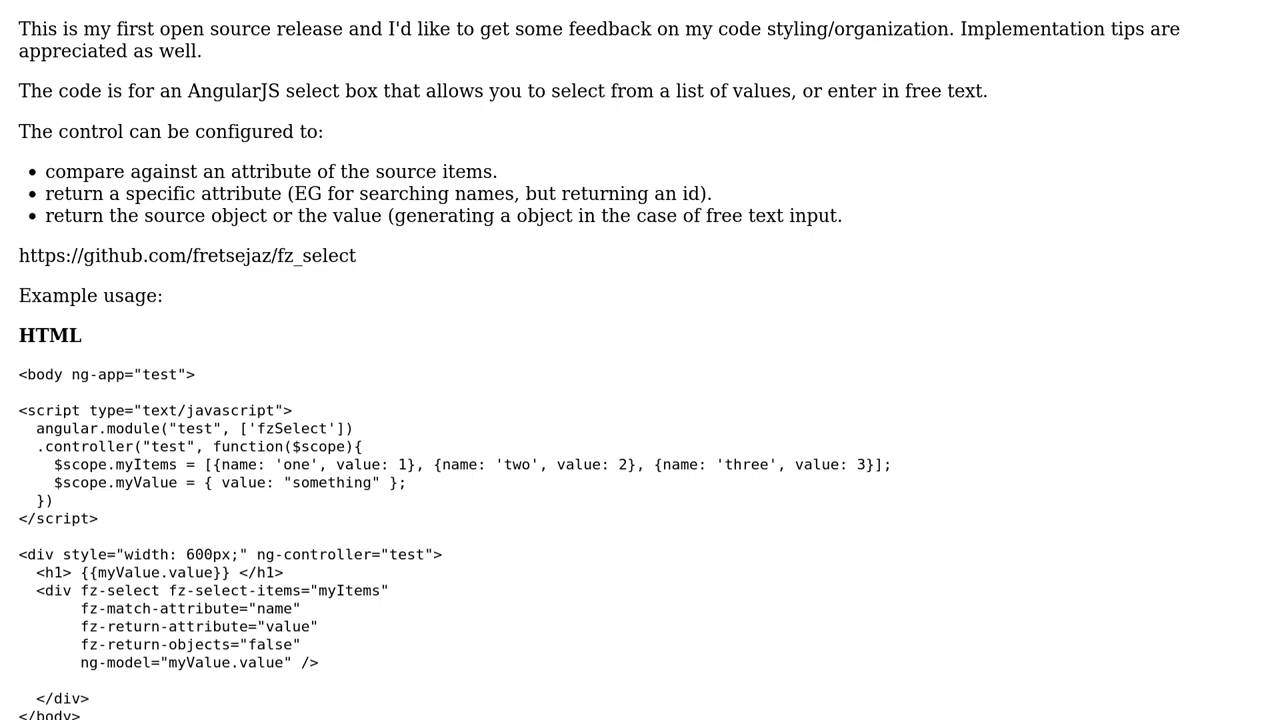 This is my first open source release and I'd like to get some feedback on my code styling/organization. Implementation tips are
appreciated as well.
The code is for an AngularJS select box that allows you to select from a list of values, or enter in free text.
The control can be configured to:
• compare against an attribute of the source items.
• return a specific attribute (EG for searching names, but returning an id).
• return the source object or the value (generating a object in the case of free text input.
https://github.com/fretsejaz/fz_select
Example usage:
HTML
<body ng-app="test">
<script type="text/javascript">
  angular.module("test", ['fzSelect'])
  .controller("test", function($scope){
    $scope.myItems = [{name: 'one', value: 1}, {name: 'two', value: 2}, {name: 'three', value: 3}];
    $scope.myValue = { value: "something" };
  })
</script>
<div style="width: 600px;" ng-controller="test">
  <h1> {{myValue.value}} </h1>
  <div fz-select fz-select-items="myItems"
       fz-match-attribute="name"
       fz-return-attribute="value"
       fz-return-objects="false"
       ng-model="myValue.value" />
  </div>
</body>